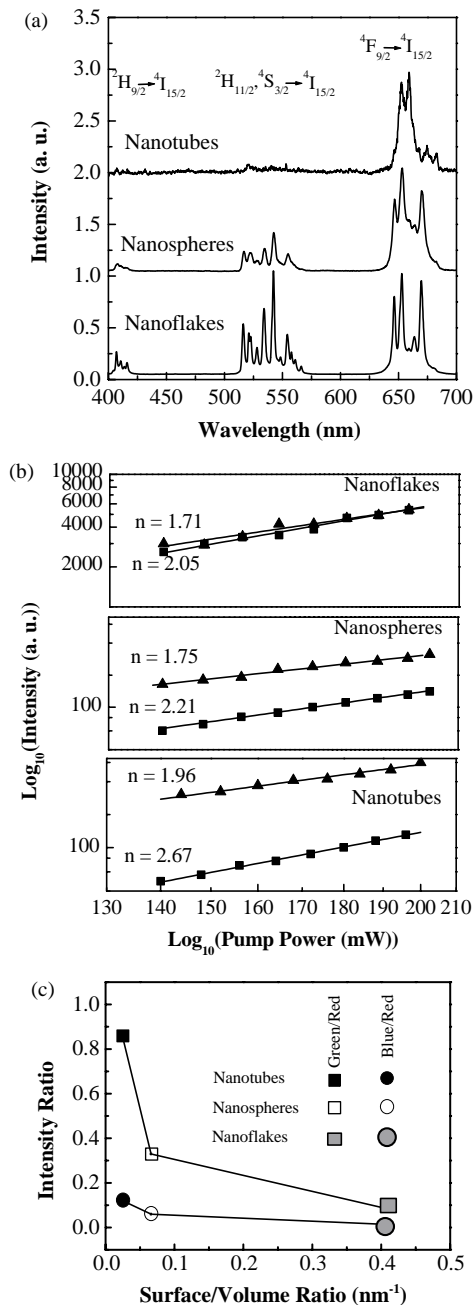 (a)
3.5
3.0
2.5
2.0
1.5
1.0
0.5
0.0
Intensity (a. u.)
²H₉/₂→⁴I₁₅/₂
²H₁₁/₂,⁴S₃/₂→⁴I₁₅/₂
⁴F₉/₂→⁴I₁₅/₂
Nanotubes
Nanospheres
Nanoflakes
400 450 500 550 600 650 700
Wavelength (nm)
(b)
10000
8000
6000
4000
2000
Nanoflakes
n = 1.71
n = 2.05
Nanospheres
100
n = 1.75
n = 2.21
Nanotubes
100
n = 1.96
n = 2.67
Log₁₀(Intensity (a. u.))
130 140 150 160 170 180 190 200 210
Log₁₀(Pump Power (mW))
(c)
1.0
0.8
0.6
0.4
0.2
0.0
Intensity Ratio
Green/Red
Blue/Red
Nanotubes
Nanospheres
Nanoflakes
0.0 0.1 0.2 0.3 0.4 0.5
Surface/Volume Ratio (nm⁻¹)